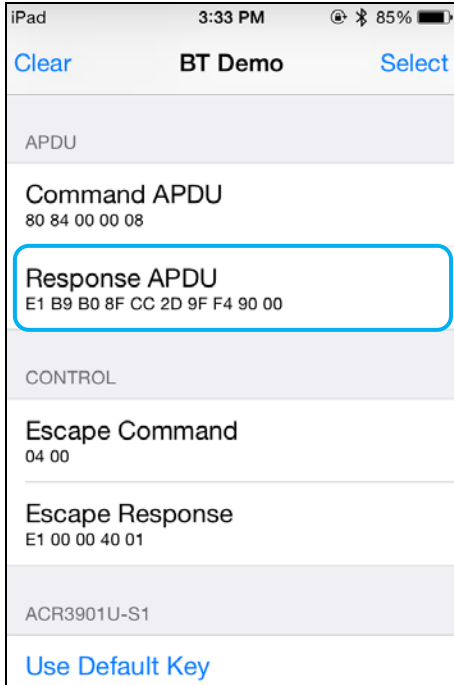 iPad 3:33 PM 85%
Clear BT Demo Select
APDU
Command APDU
80 84 00 00 08
Response APDU
E1 B9 B0 8F CC 2D 9F F4 90 00
CONTROL
Escape Command
04 00
Escape Response
E1 00 00 40 01
ACR3901U-S1
Use Default Key